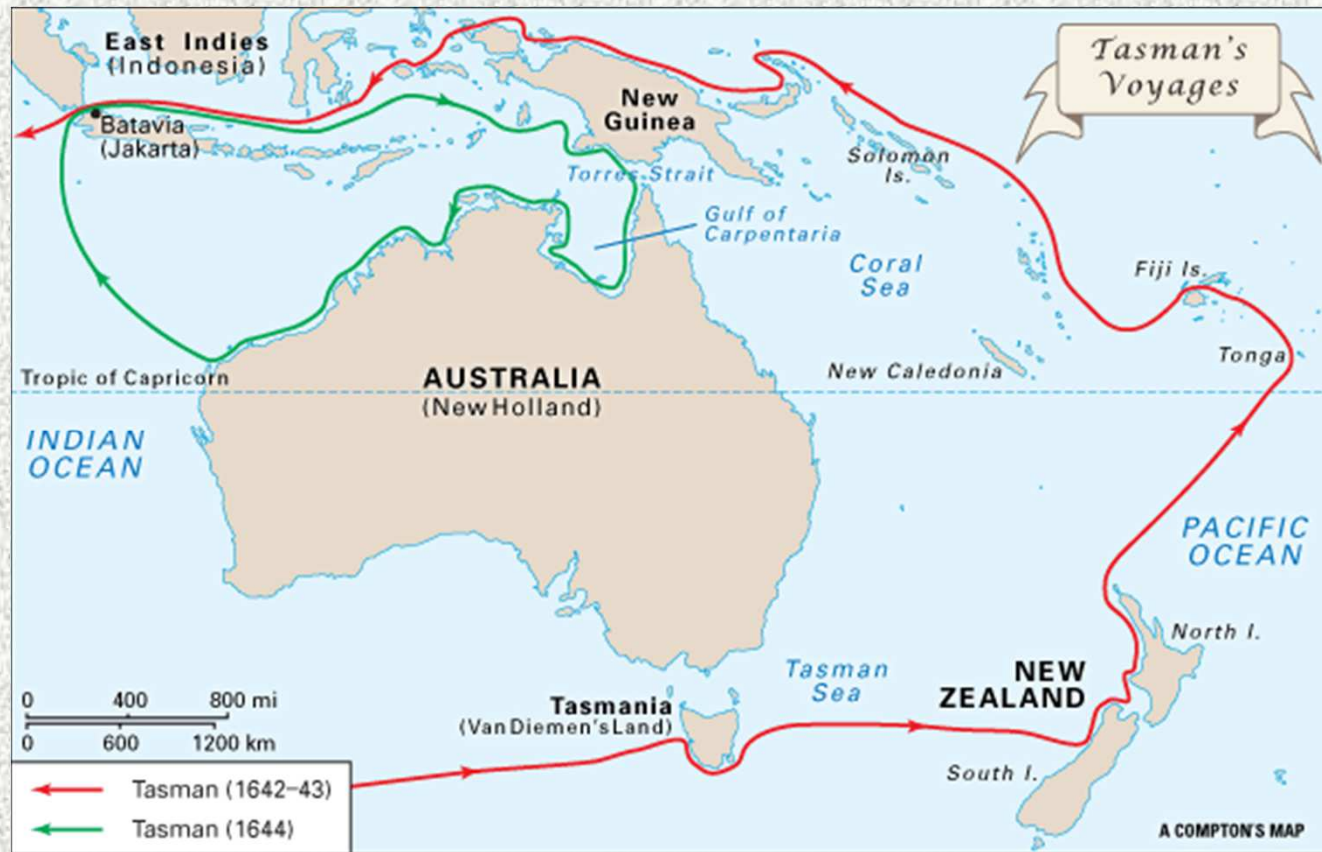 East Indies
(Indonesia)
Tasman's
Voyages
New
Guinea
Batavia
(Jakarta)
Solomon
Is.
Torres Strait
Gulf of
Carpentaria
Coral
Sea
Fiji Is.
Tonga
New Caledonia
Tropic of Capricorn
AUSTRALIA
(New Holland)
INDIAN
OCEAN
PACIFIC
OCEAN
North I.
Tasman
Sea
NEW
ZEALAND
Tasmania
(Van Diemen's Land)
South I.
0 400 800 mi
0 600 1200 km
Tasman (1642–43)
Tasman (1644)
A COMPTON'S MAP